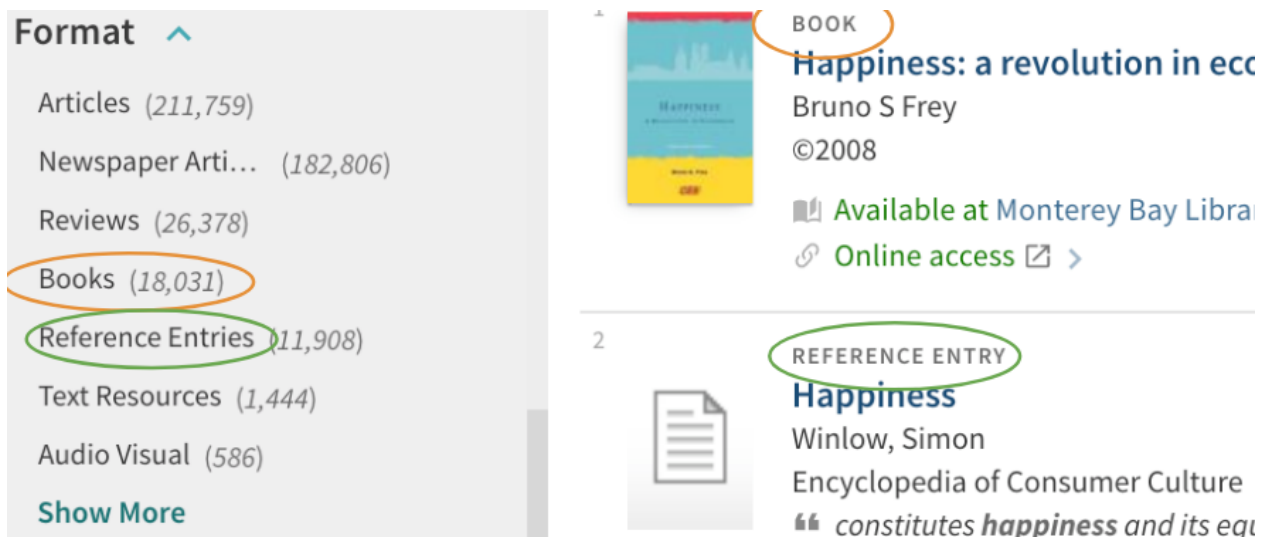 Format
Articles (211,759)
Newspaper Arti... (182,806)
Reviews (26,378)
Books (18,031)
Reference Entries (11,908)
Text Resources (1,444)
Audio Visual (586)
Show More
1
BOOK
Happiness: a revolution in eco
Bruno S Frey
©2008
Available at Monterey Bay Librar
Online access
HAPPINESS
2
REFERENCE ENTRY
Happiness
Winlow, Simon
Encyclopedia of Consumer Culture
❝ constitutes happiness and its equ